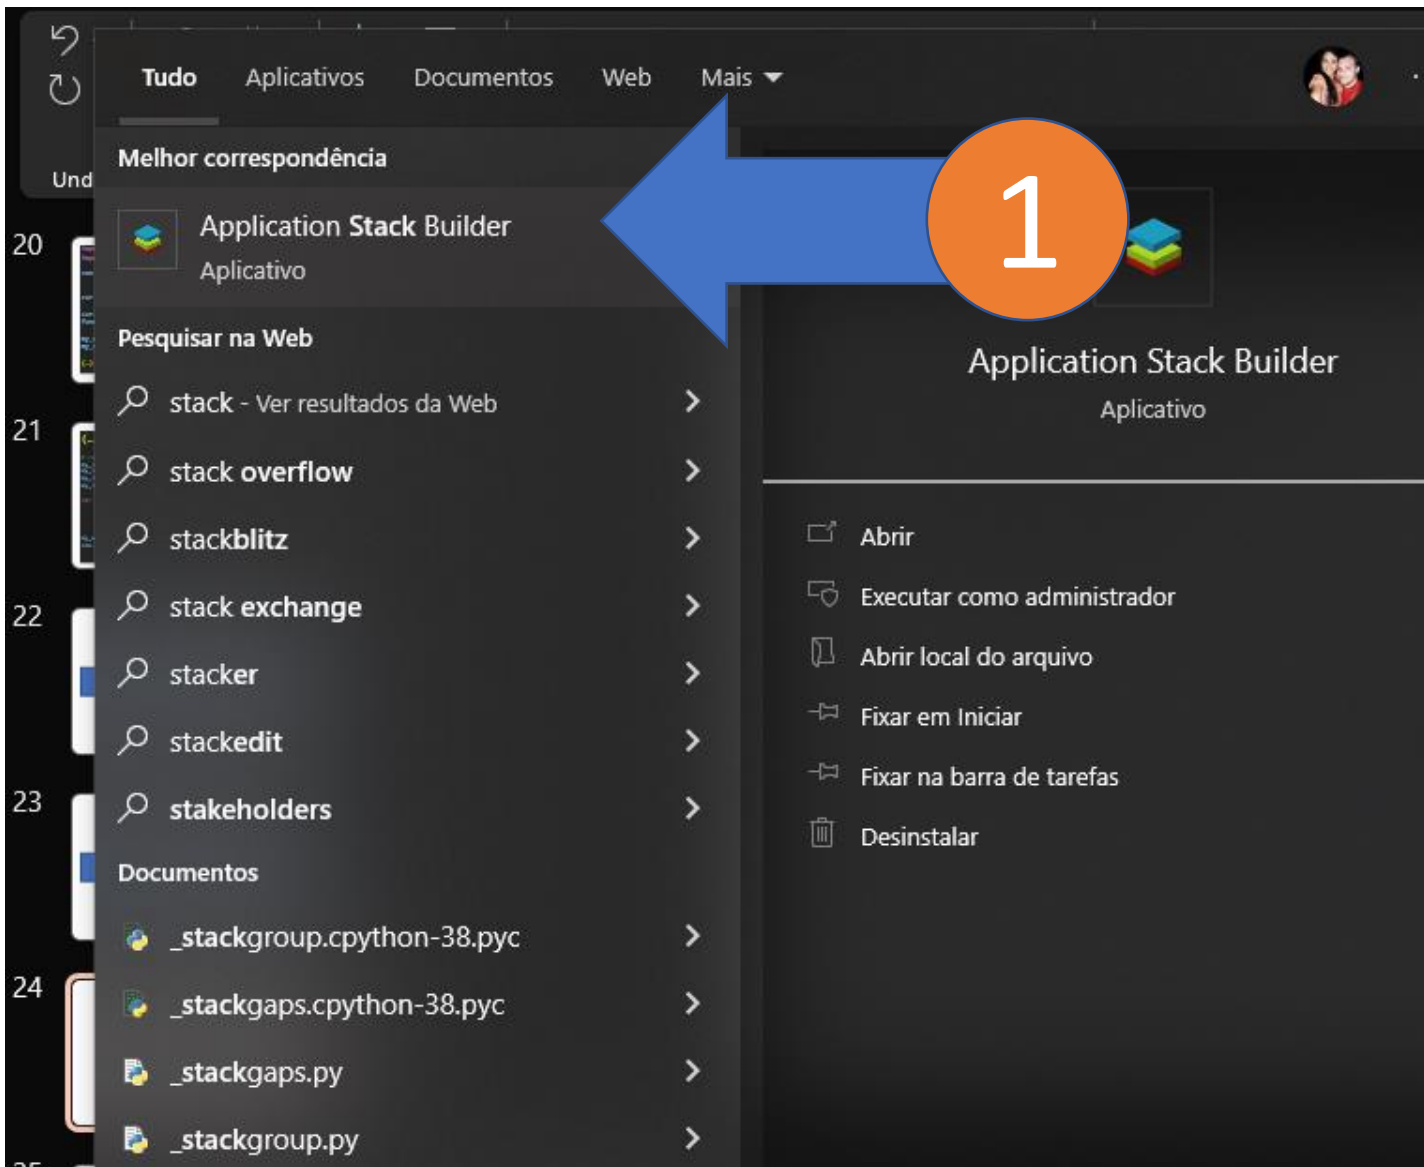 Tudo Aplicativos Documentos Web Mais
Und
Melhor correspondência
Application Stack Builder
Aplicativo
1
Pesquisar na Web
stack - Ver resultados da Web
stack overflow
stackblitz
stack exchange
stacker
stackedit
stakeholders
Documentos
_stackgroup.cpython-38.pyc
_stackgaps.cpython-38.pyc
_stackgaps.py
_stackgroup.py
Application Stack Builder
Aplicativo
Abrir
Executar como administrador
Abrir local do arquivo
Fixar em Iniciar
Fixar na barra de tarefas
Desinstalar
20
21
22
23
24